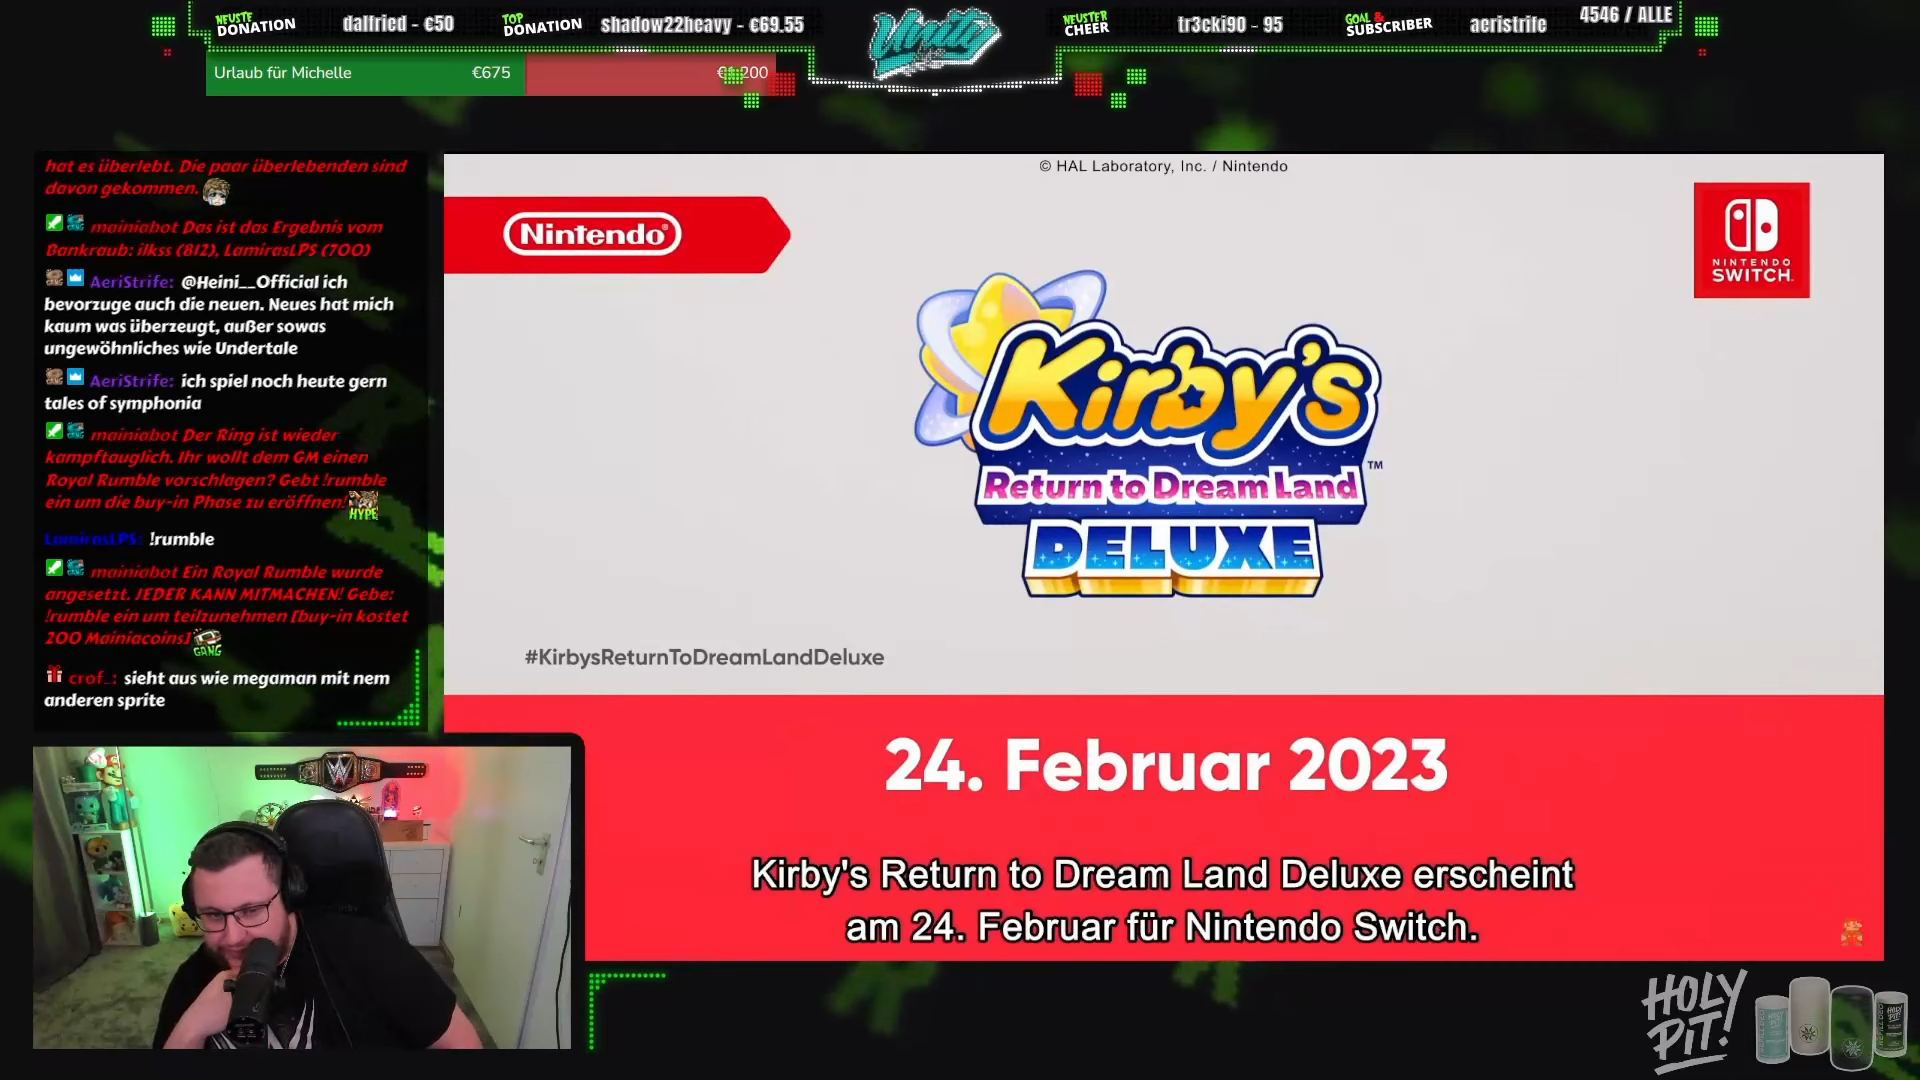 NEUSTE
DONATION
dalfried - €50
TOP
DONATION
shadow22heavy - €69.55
NEUSTER
CHEER
tr3cki90 - 95
GOAL &
SUBSCRIBER
aeristrife
4546 / ALLE
Urlaub für Michelle
€675
hat es überlebt. Die paar überlebenden sind
davon gekommen.
mainiabot Das ist das Ergebnis vom
Bankraub: ilkss (812), LamirasLPS (700)
AeriStrife: @Heini__Official ich
bevorzuge auch die neuen. Neues hat mich
kaum was überzeugt, außer sowas
ungewöhnliches wie Undertale
AeriStrife: ich spiel noch heute gern
tales of symphonia
mainiabot Der Ring ist wieder
kampftauglich. Ihr wollt dem GM einen
Royal Rumble vorschlagen? Gebt !rumble
ein um die buy-in Phase zu eröffnen!
HYPE
LamirasLPS: !rumble
mainiabot Ein Royal Rumble wurde
angesetzt. JEDER KANN MITMACHEN! Gebe:
!rumble ein um teilzunehmen [buy-in kostet
200 Mainiacoins]
GANG
crof_: sieht aus wie megaman mit nem
anderen sprite
© HAL Laboratory, Inc. / Nintendo
Nintendo®
NINTENDO
SWITCH
Kirby's
Return to Dream Land
™
DELUXE
#KirbysReturnToDreamLandDeluxe
24. Februar 2023
Kirby's Return to Dream Land Deluxe erscheint
am 24. Februar für Nintendo Switch.
W
HOLY
PIT!